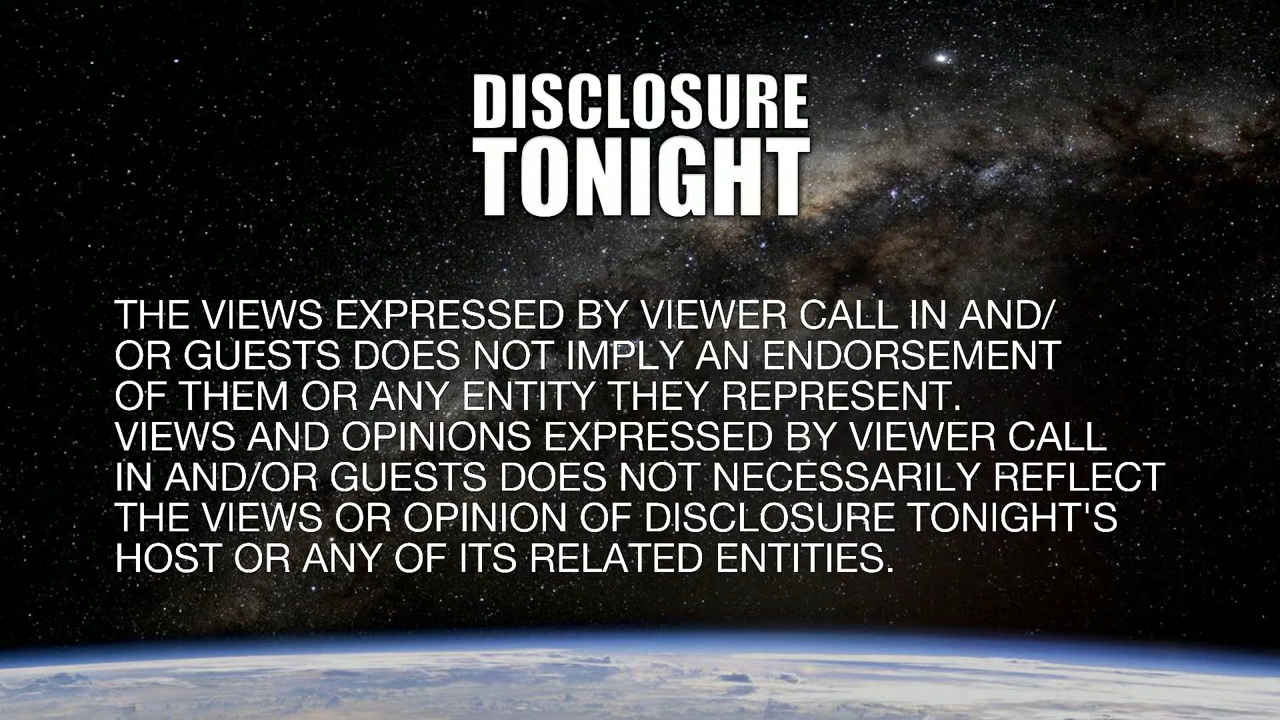 DISCLOSURE
TONIGHT
THE VIEWS EXPRESSED BY VIEWER CALL IN AND/
OR GUESTS DOES NOT IMPLY AN ENDORSEMENT
OF THEM OR ANY ENTITY THEY REPRESENT.
VIEWS AND OPINIONS EXPRESSED BY VIEWER CALL
IN AND/OR GUESTS DOES NOT NECESSARILY REFLECT
THE VIEWS OR OPINION OF DISCLOSURE TONIGHT'S
HOST OR ANY OF ITS RELATED ENTITIES.